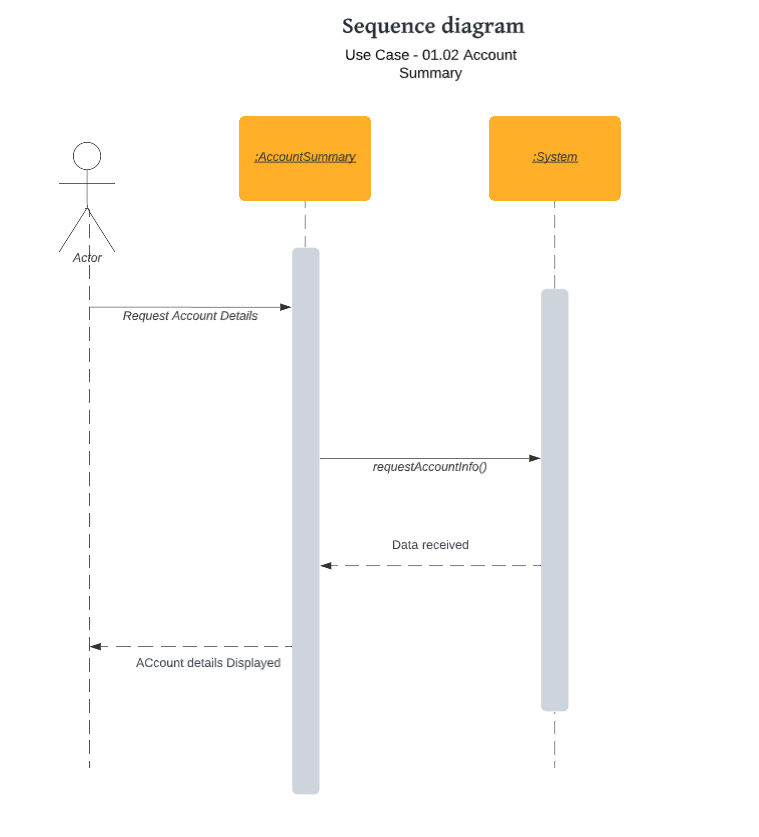 Sequence diagram
Use Case - 01.02 Account
Summary
:AccountSummary
:System
Actor
Request Account Details
requestAccountInfo()
Data received
ACcount details Displayed